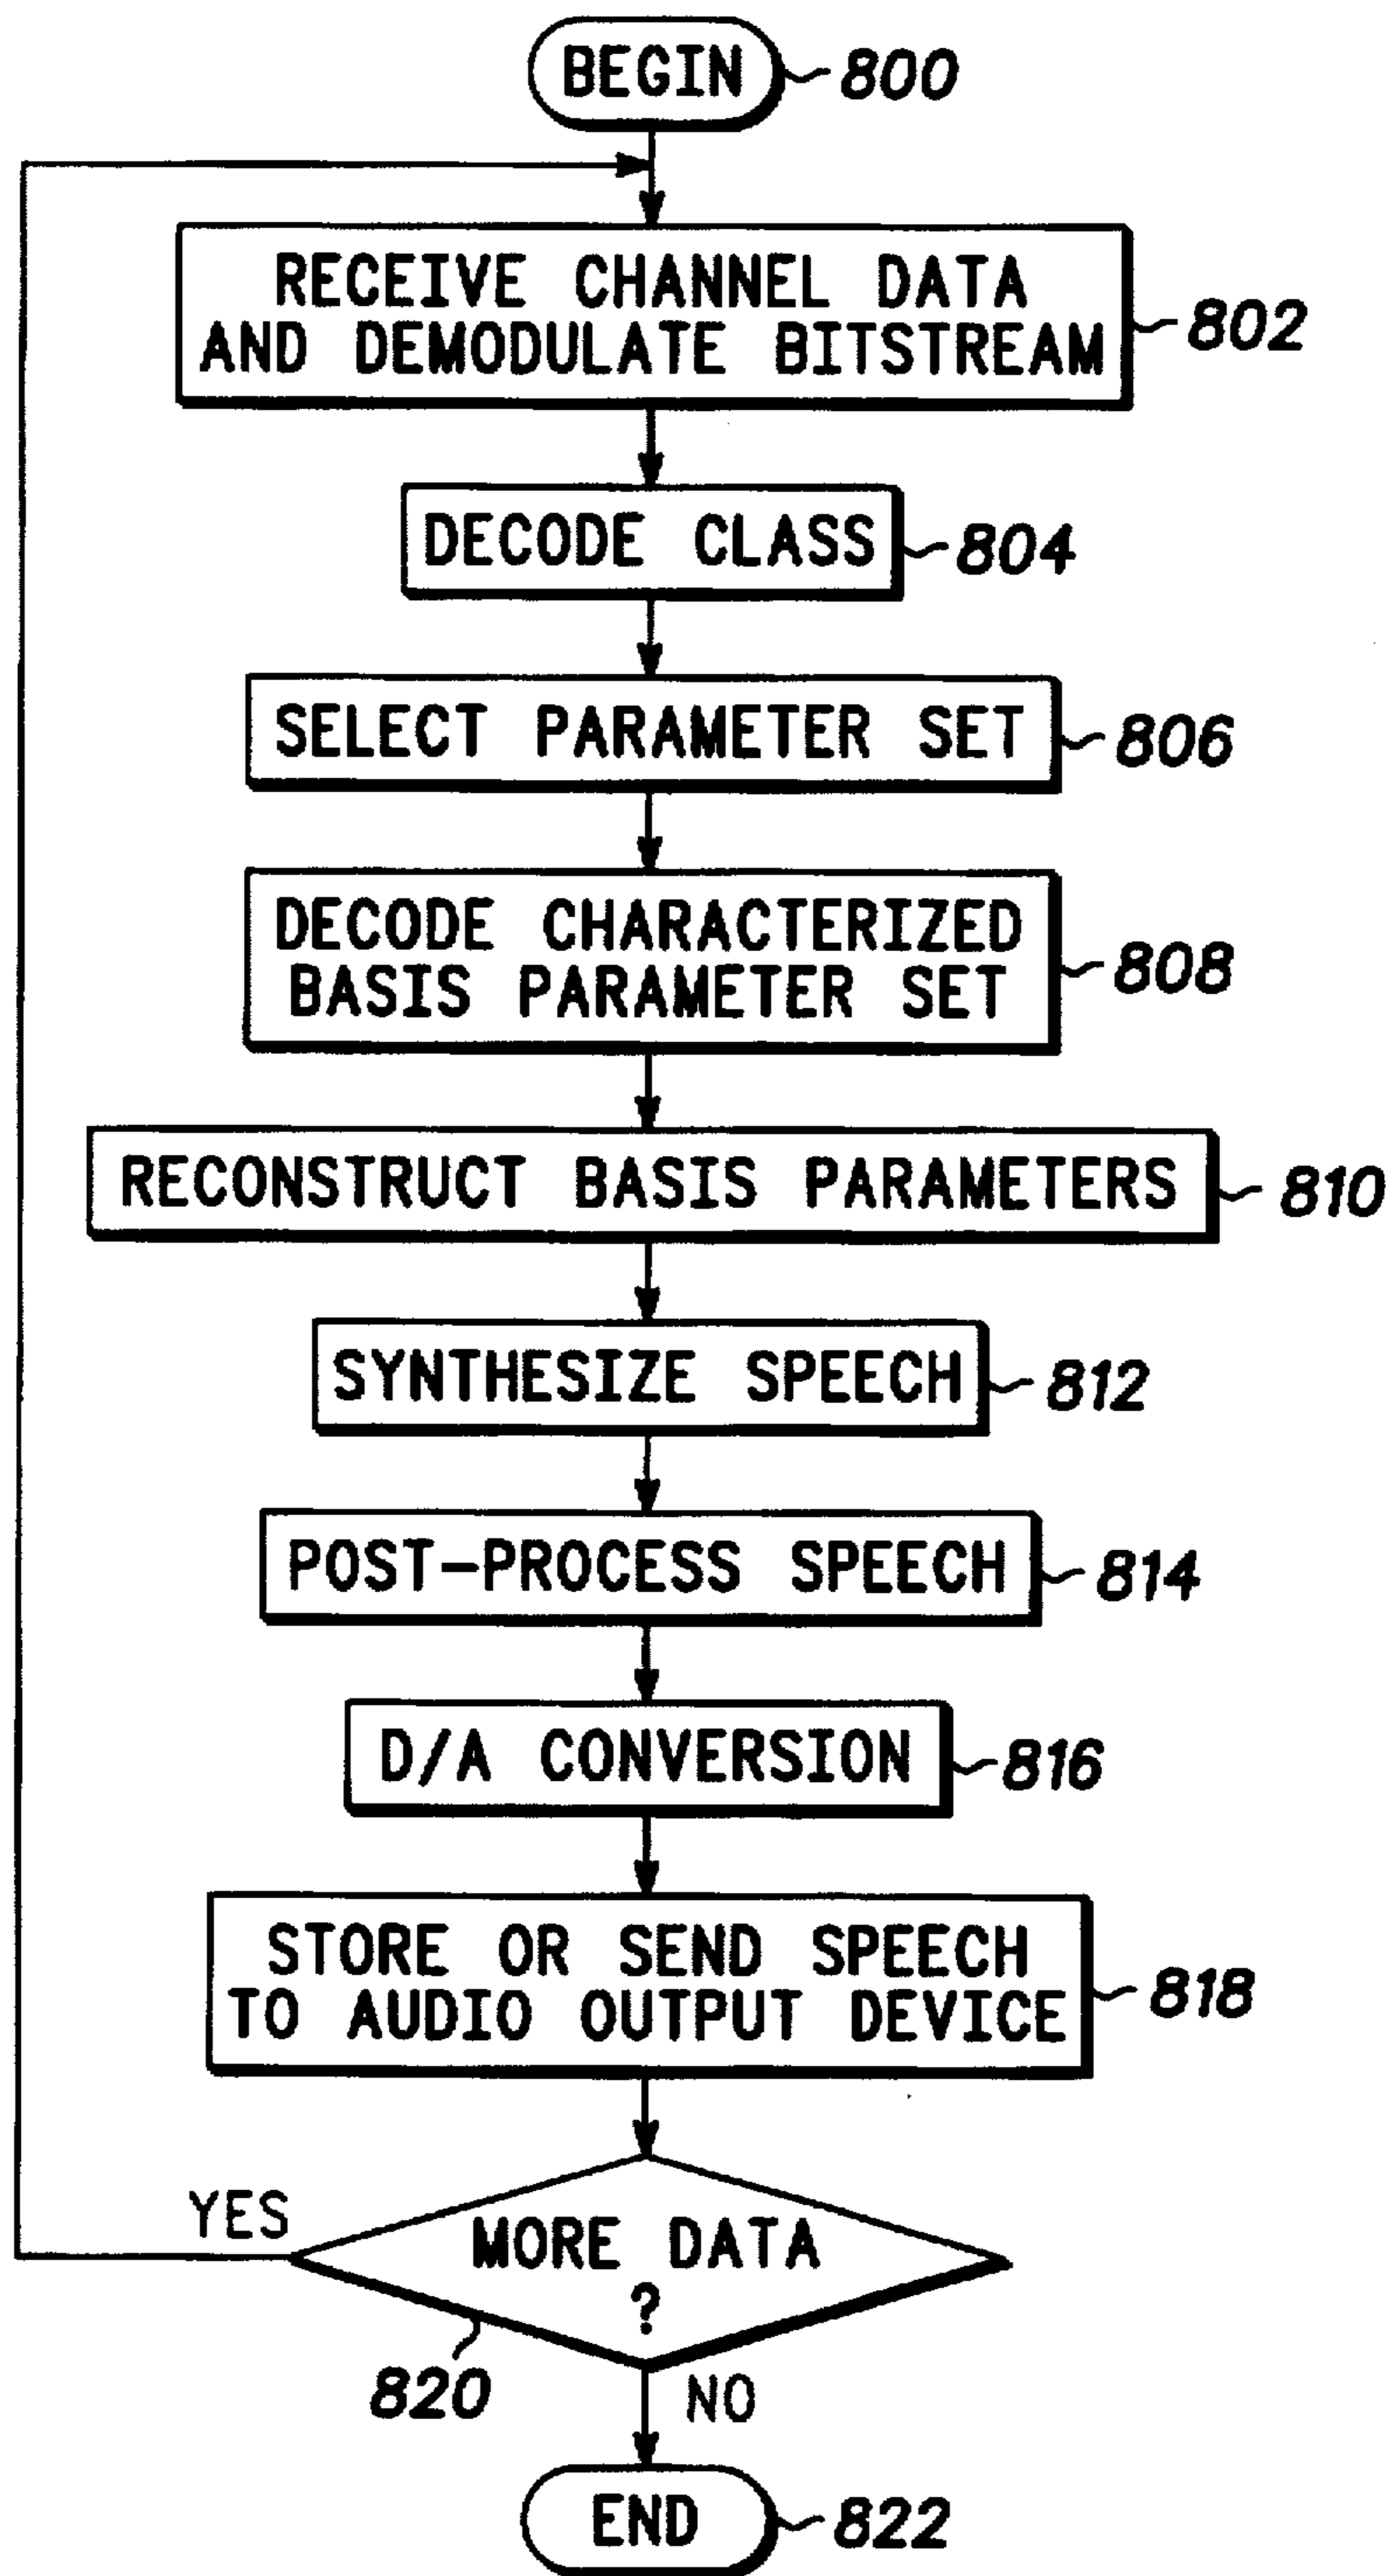 BEGIN
800
RECEIVE CHANNEL DATA
AND DEMODULATE BITSTREAM
802
DECODE CLASS
804
SELECT PARAMETER SET
806
DECODE CHARACTERIZED
BASIS PARAMETER SET
808
RECONSTRUCT BASIS PARAMETERS
810
SYNTHESIZE SPEECH
812
POST-PROCESS SPEECH
814
D/A CONVERSION
816
STORE OR SEND SPEECH
TO AUDIO OUTPUT DEVICE
818
YES
MORE DATA
?
820
NO
END
822